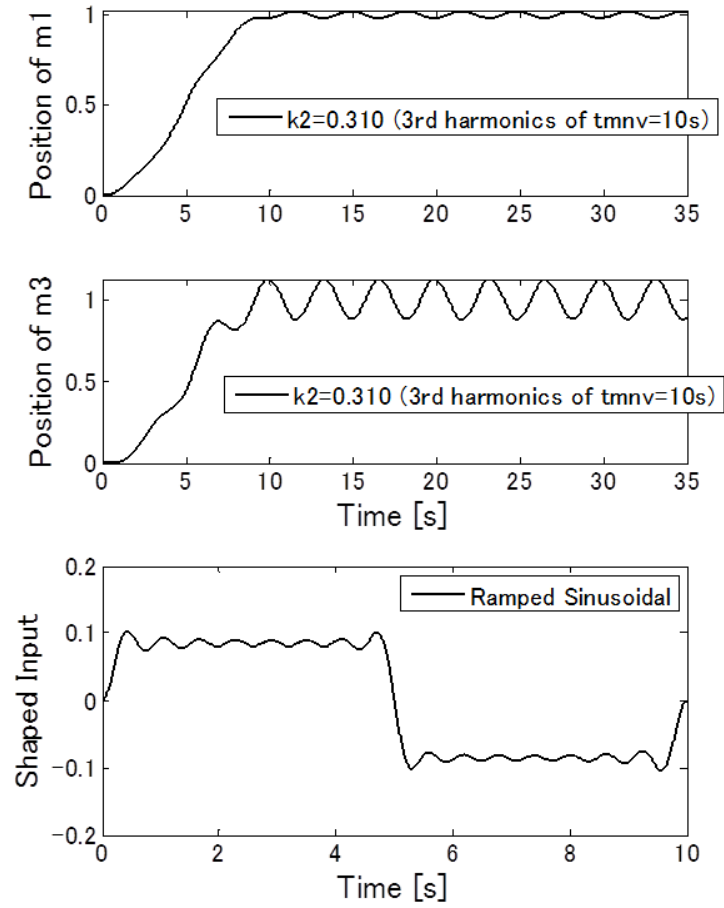 Position of m1
1
0.5
0
k2=0.310 (3rd harmonics of tmnv=10s)
0 5 10 15 20 25 30 35
Position of m3
1
0.5
0
k2=0.310 (3rd harmonics of tmnv=10s)
0 5 10 15 20 25 30 35
Time [s]
Shaped Input
0.2
0.1
0
-0.1
-0.2
Ramped Sinusoidal
0 2 4 6 8 10
Time [s]